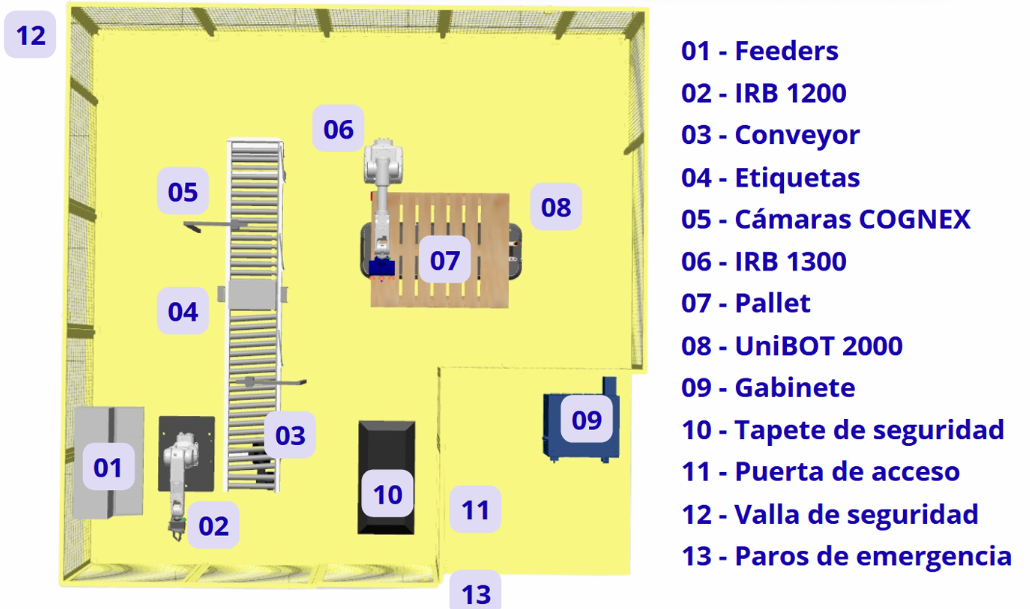 12
06
05
08
07
04
09
03
01
10
11
02
13
01 - Feeders
02 - IRB 1200
03 - Conveyor
04 - Etiquetas
05 - Cámaras COGNEX
06 - IRB 1300
07 - Pallet
08 - UniBOT 2000
09 - Gabinete
10 - Tapete de seguridad
11 - Puerta de acceso
12 - Valla de seguridad
13 - Paros de emergencia